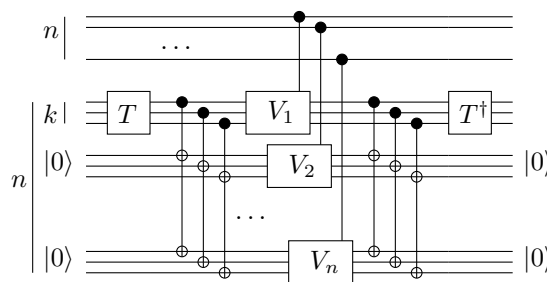 n
...
k T V₁ T†
n |0⟩ V₂ |0⟩
...
|0⟩ Vₙ |0⟩